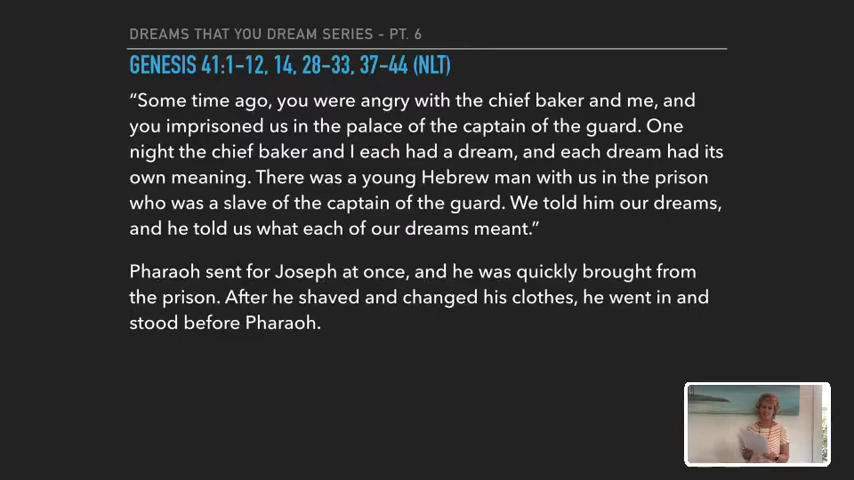 DREAMS THAT YOU DREAM SERIES - PT. 6
GENESIS 41:1-12, 14, 28-33, 37-44 (NLT)
“Some time ago, you were angry with the chief baker and me, and
you imprisoned us in the palace of the captain of the guard. One
night the chief baker and I each had a dream, and each dream had its
own meaning. There was a young Hebrew man with us in the prison
who was a slave of the captain of the guard. We told him our dreams,
and he told us what each of our dreams meant.”
Pharaoh sent for Joseph at once, and he was quickly brought from
the prison. After he shaved and changed his clothes, he went in and
stood before Pharaoh.